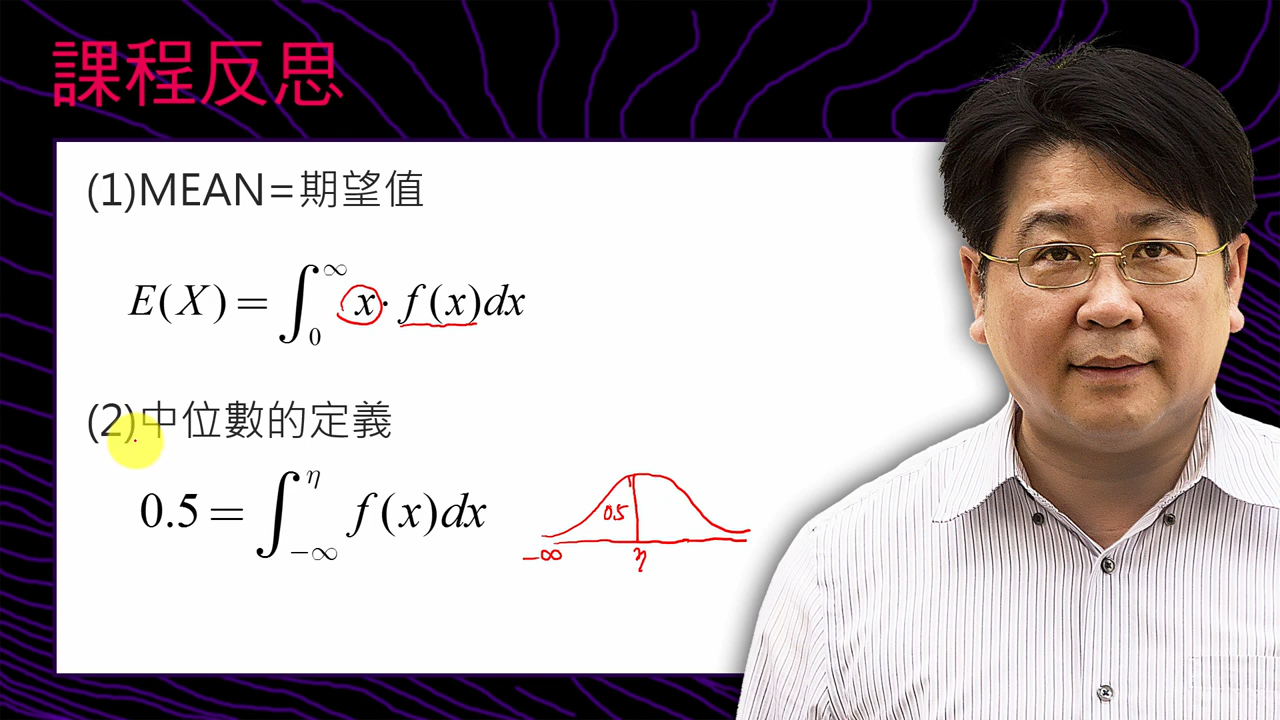 課程反思
(1)MEAN=期望值
E(X)=∫₀^∞ x·f(x)dx
(2)中位數的定義
0.5=∫_{-∞}^η f(x)dx
0.5
-∞ η